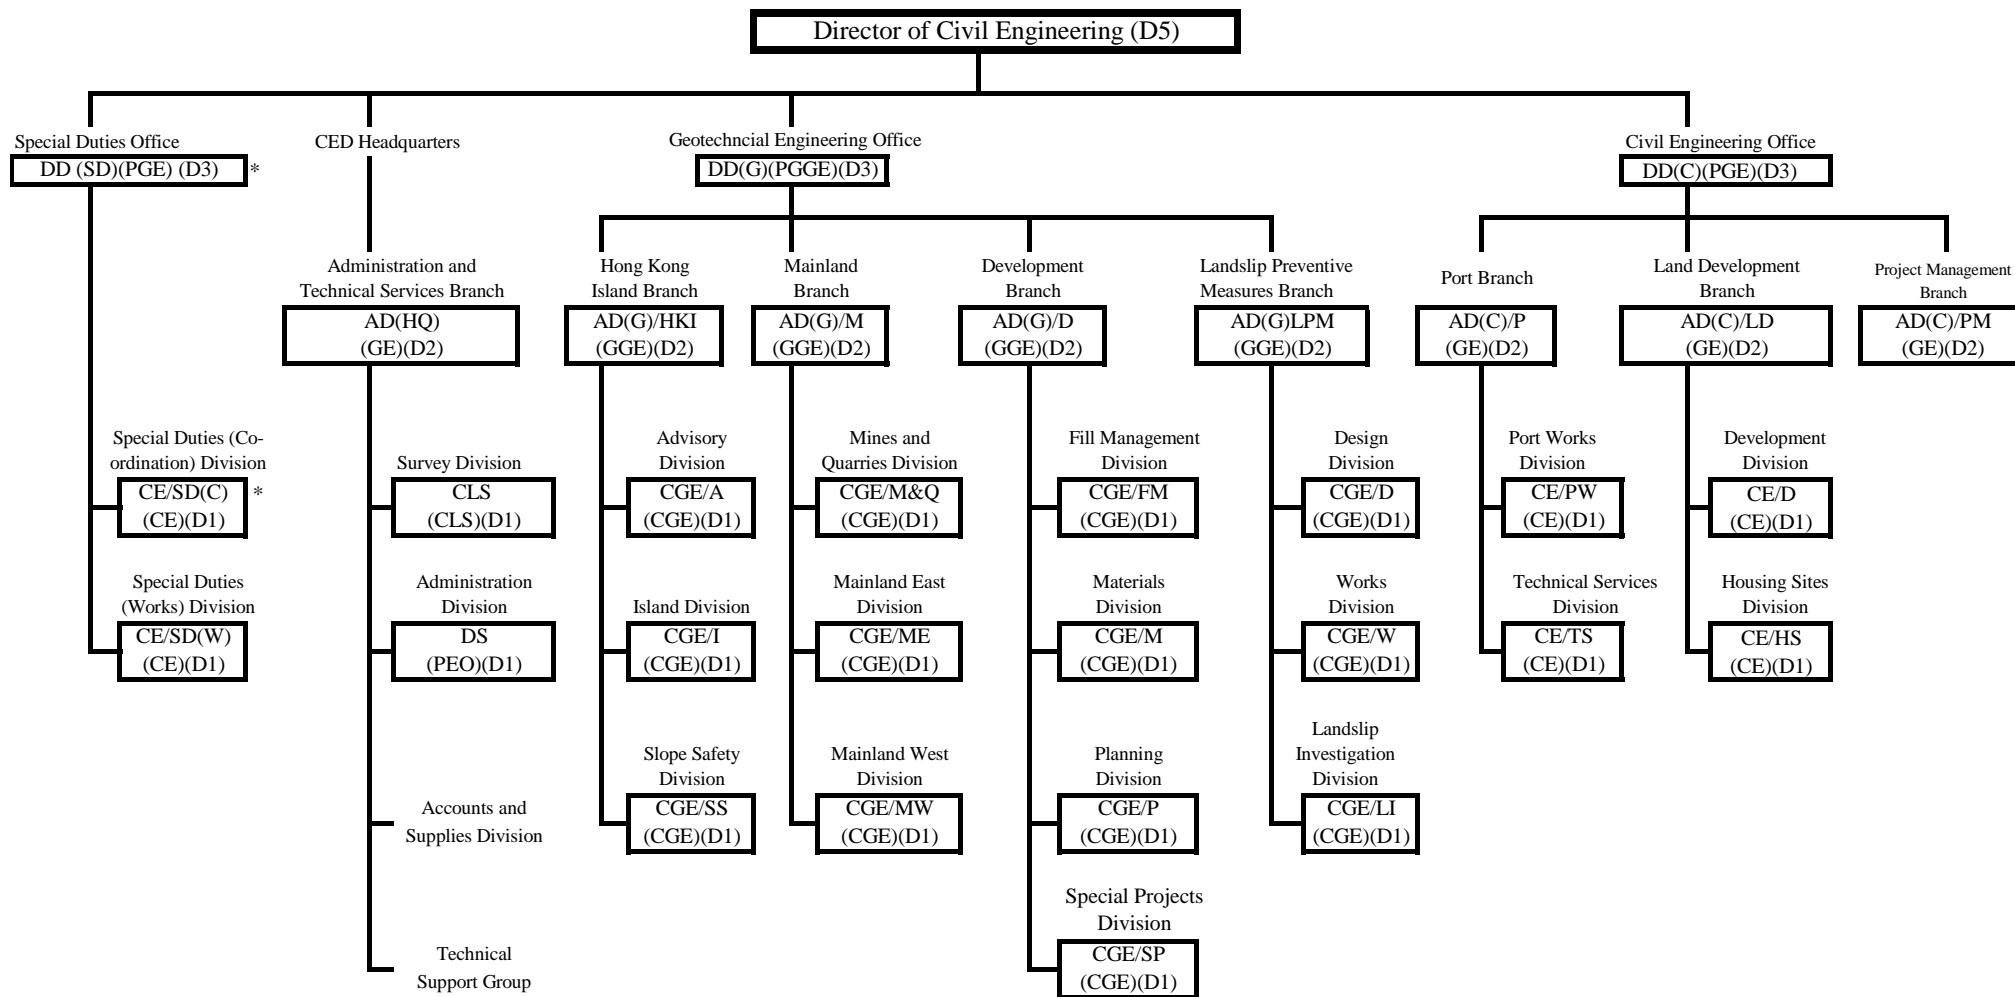 Director of Civil Engineering (D5)
Special Duties Office
DD (SD)(PGE) (D3)
*
CED Headquarters
Geotechncial Engineering Office
DD(G)(PGGE)(D3)
Civil Engineering Office
DD(C)(PGE)(D3)
Administration and
Technical Services Branch
AD(HQ)
(GE)(D2)
Hong Kong
Island Branch
AD(G)/HKI
(GGE)(D2)
Mainland
Branch
AD(G)/M
(GGE)(D2)
Development
Branch
AD(G)/D
(GGE)(D2)
Landslip Preventive
Measures Branch
AD(G)LPM
(GGE)(D2)
Port Branch
AD(C)/P
(GE)(D2)
Land Development
Branch
AD(C)/LD
(GE)(D2)
Project Management
Branch
AD(C)/PM
(GE)(D2)
Special Duties (Co-
ordination) Division
CE/SD(C)
*
(CE)(D1)
Survey Division
CLS
(CLS)(D1)
Advisory
Division
CGE/A
(CGE)(D1)
Mines and
Quarries Division
CGE/M&Q
(CGE)(D1)
Fill Management
Division
CGE/FM
(CGE)(D1)
Design
Division
CGE/D
(CGE)(D1)
Port Works
Division
CE/PW
(CE)(D1)
Development
Division
CE/D
(CE)(D1)
Special Duties
(Works) Division
CE/SD(W)
(CE)(D1)
Administration
Division
DS
(PEO)(D1)
Island Division
CGE/I
(CGE)(D1)
Mainland East
Division
CGE/ME
(CGE)(D1)
Materials
Division
CGE/M
(CGE)(D1)
Works
Division
CGE/W
(CGE)(D1)
Technical Services
Division
CE/TS
(CE)(D1)
Housing Sites
Division
CE/HS
(CE)(D1)
Accounts and
Supplies Division
Slope Safety
Division
CGE/SS
(CGE)(D1)
Mainland West
Division
CGE/MW
(CGE)(D1)
Planning
Division
CGE/P
(CGE)(D1)
Landslip
Investigation
Division
CGE/LI
(CGE)(D1)
Technical
Support Group
Special Projects
Division
CGE/SP
(CGE)(D1)